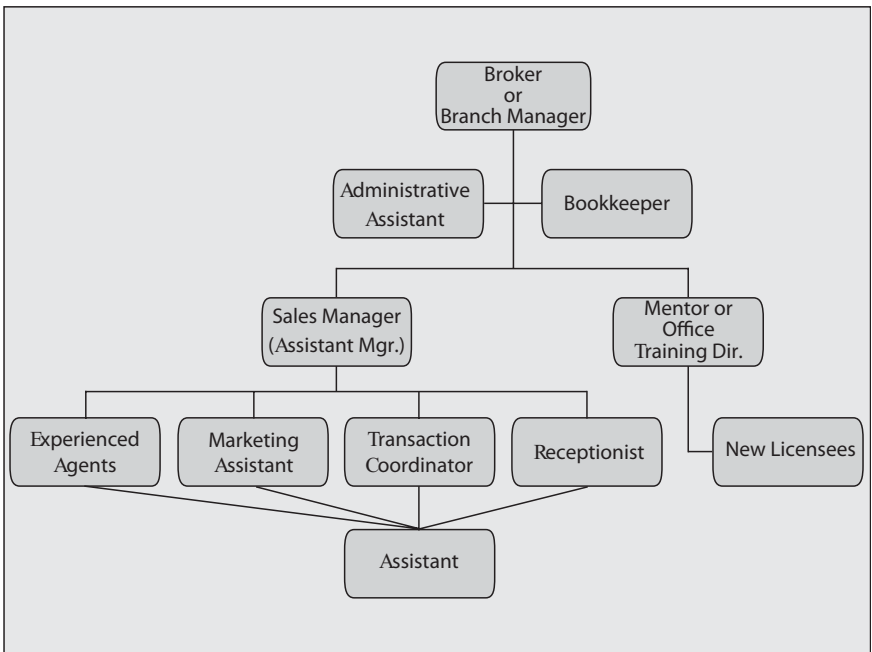 Broker
or
Branch Manager
Administrative
Assistant
Bookkeeper
Sales Manager
(Assistant Mgr.)
Mentor or
Office
Training Dir.
Experienced
Agents
Marketing
Assistant
Transaction
Coordinator
Receptionist
New Licensees
Assistant